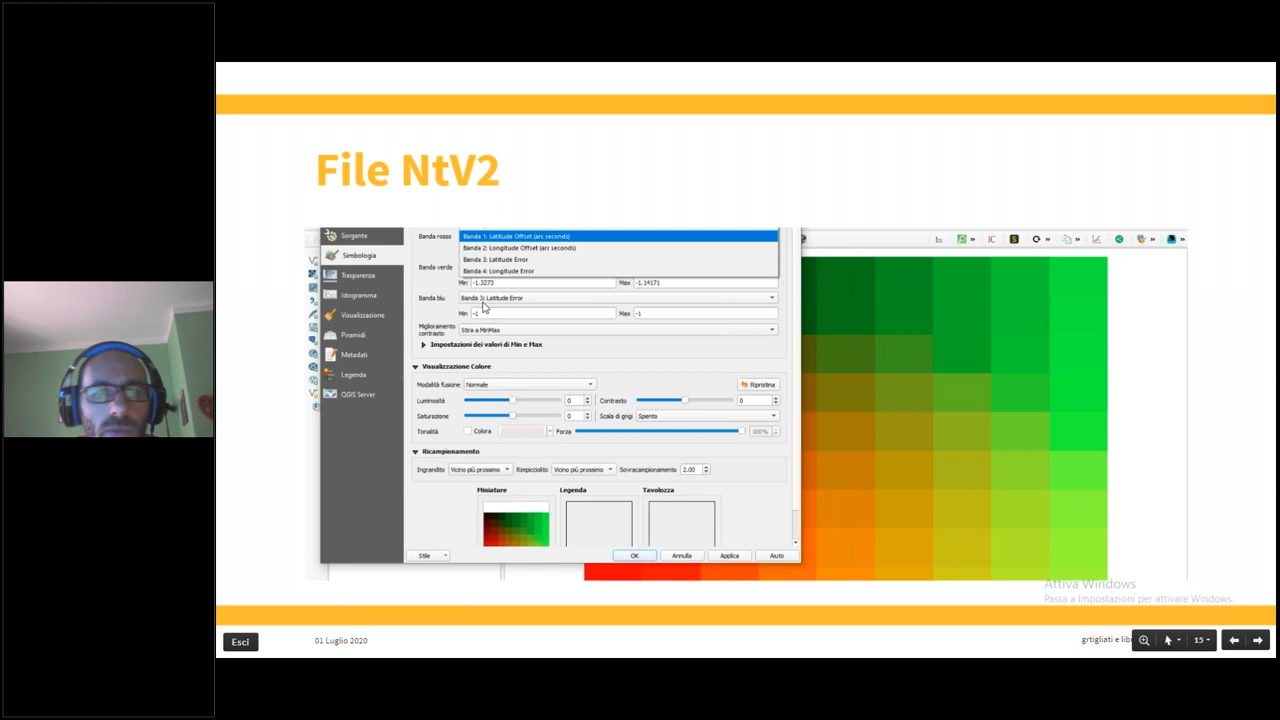 File NtV2
Sorgente
Simbologia
Trasparenza
Istogramma
Visualizzazione
Piramidi
Metadati
Legenda
QGIS Server
Banda rosso
Banda 1: Latitude Offset (arc seconds)
Banda 2: Longitude Offset (arc seconds)
Banda 3: Latitude Error
Banda 4: Longitude Error
Banda verde
Min -1.3273 Max -1.14171
Banda blu Banda 3: Latitude Error
Min -1 Max -1
Miglioramento contrasto Stira a MinMax
Impostazioni dei valori di Min e Max
Visualizzazione Colore
Modalità fusione Normale Ripristina
Luminosità 0 Contrasto 0
Saturazione 0 Scala di grigi Spento
Tonalità Colora Forza 100%
Ricampionamento
Ingrandito Vicino più prossimo Rimpicciolito Vicino più prossimo Sovracampionamento 2.00
Miniature Legenda Tavolozza
Stile OK Annulla Applica Aiuto
IC
S
Attiva Windows
Passa a Impostazioni per attivare Windows.
Esci
01 Luglio 2020
grtigliati e lib
15